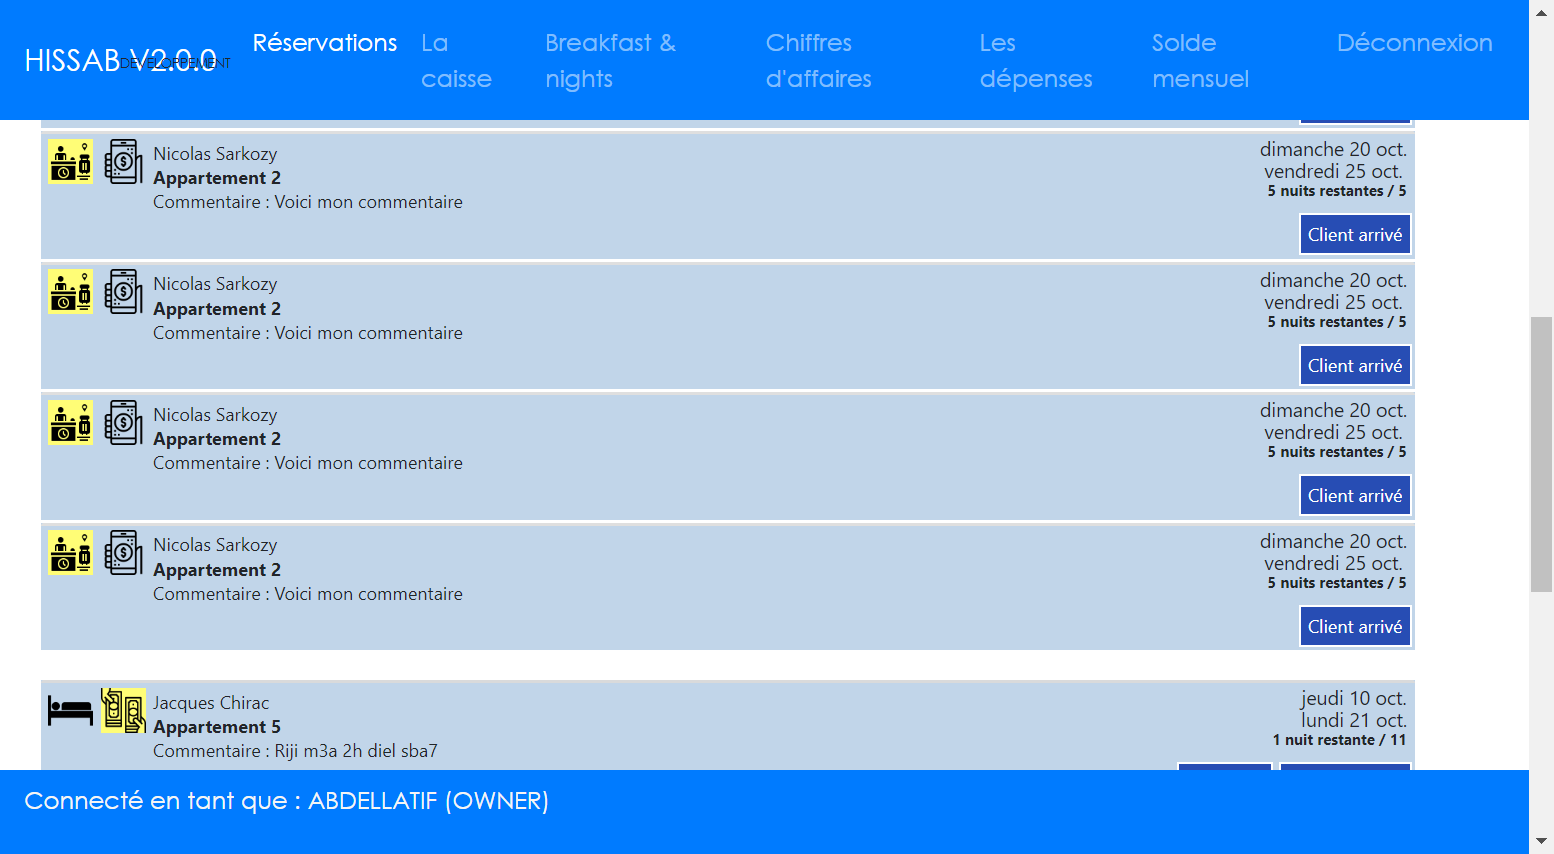 HISSAB V2.0.0
DEVELOPPEMENT
Réservations
La caisse
Breakfast & nights
Chiffres d'affaires
Les dépenses
Solde mensuel
Déconnexion
Nicolas Sarkozy
Appartement 2
Commentaire : Voici mon commentaire
dimanche 20 oct.
vendredi 25 oct.
5 nuits restantes / 5
Client arrivé
Nicolas Sarkozy
Appartement 2
Commentaire : Voici mon commentaire
dimanche 20 oct.
vendredi 25 oct.
5 nuits restantes / 5
Client arrivé
Nicolas Sarkozy
Appartement 2
Commentaire : Voici mon commentaire
dimanche 20 oct.
vendredi 25 oct.
5 nuits restantes / 5
Client arrivé
Nicolas Sarkozy
Appartement 2
Commentaire : Voici mon commentaire
dimanche 20 oct.
vendredi 25 oct.
5 nuits restantes / 5
Client arrivé
Jacques Chirac
Appartement 5
Commentaire : Riji m3a 2h diel sba7
jeudi 10 oct.
lundi 21 oct.
1 nuit restante / 11
Connecté en tant que : ABDELLATIF (OWNER)